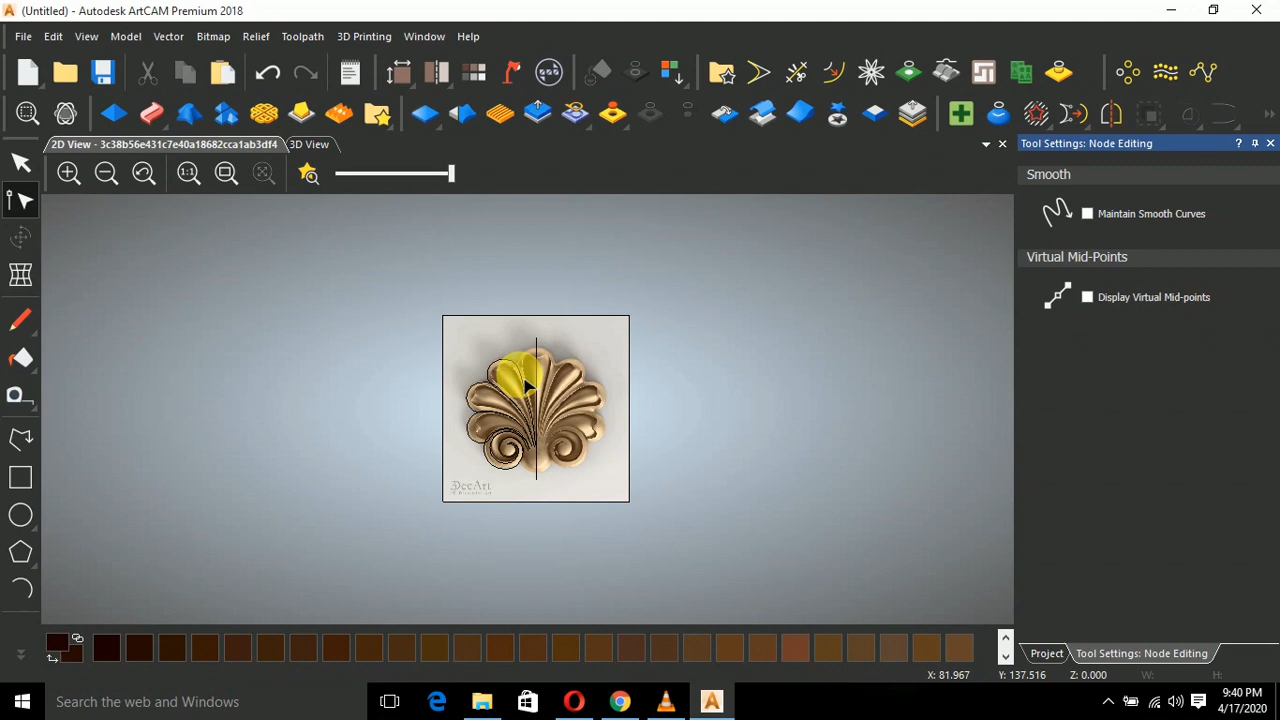 (Untitled) - Autodesk ArtCAM Premium 2018
File Edit View Model Vector Bitmap Relief Toolpath 3D Printing Window Help
2D View - 3c38b56e431c7e40a18682cca1ab3df4 3D View
Tool Settings: Node Editing
1:1
Smooth
Maintain Smooth Curves
Virtual Mid-Points
Display Virtual Mid-points
Project Tool Settings: Node Editing
X: 81.967 Y: 137.516 Z: 0.000 W: H:
Search the web and Windows
9:40 PM
4/17/2020